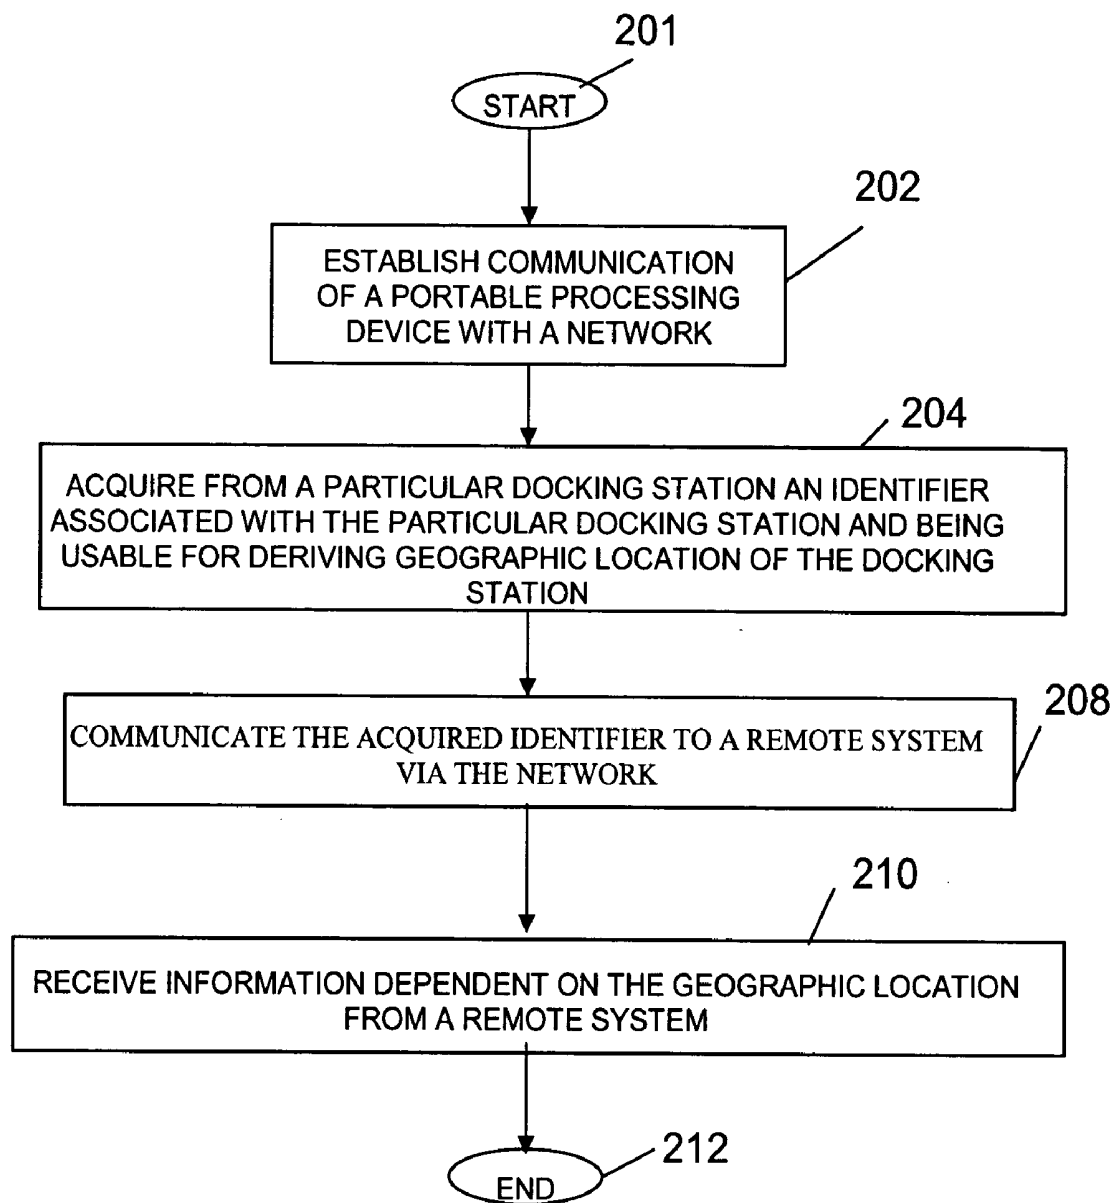 201
START
202
ESTABLISH COMMUNICATION
OF A PORTABLE PROCESSING
DEVICE WITH A NETWORK
204
ACQUIRE FROM A PARTICULAR DOCKING STATION AN IDENTIFIER
ASSOCIATED WITH THE PARTICULAR DOCKING STATION AND BEING
USABLE FOR DERIVING GEOGRAPHIC LOCATION OF THE DOCKING
STATION
208
COMMUNICATE THE ACQUIRED IDENTIFIER TO A REMOTE SYSTEM
VIA THE NETWORK
210
RECEIVE INFORMATION DEPENDENT ON THE GEOGRAPHIC LOCATION
FROM A REMOTE SYSTEM
212
END